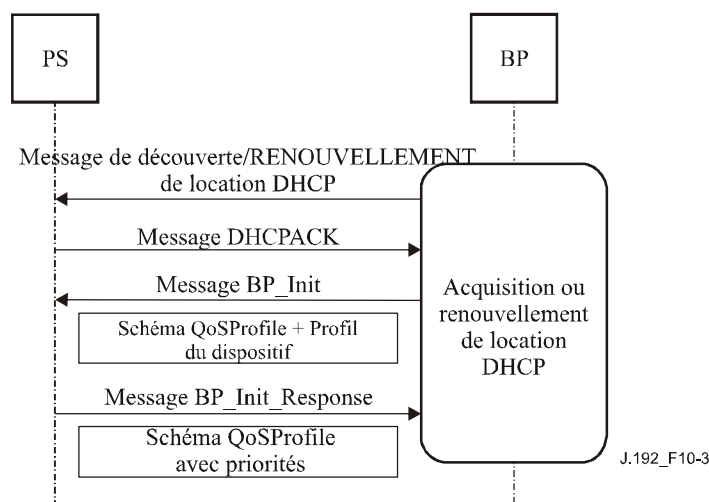 PS
BP
Message de découverte/RENOUVELLEMENT
de location DHCP
Message DHCPACK
Message BP_Init
Schéma QoSProfile + Profil
du dispositif
Message BP_Init_Response
Schéma QoSProfile
avec priorités
Acquisition ou
renouvellement
de location
DHCP
J.192_F10-3